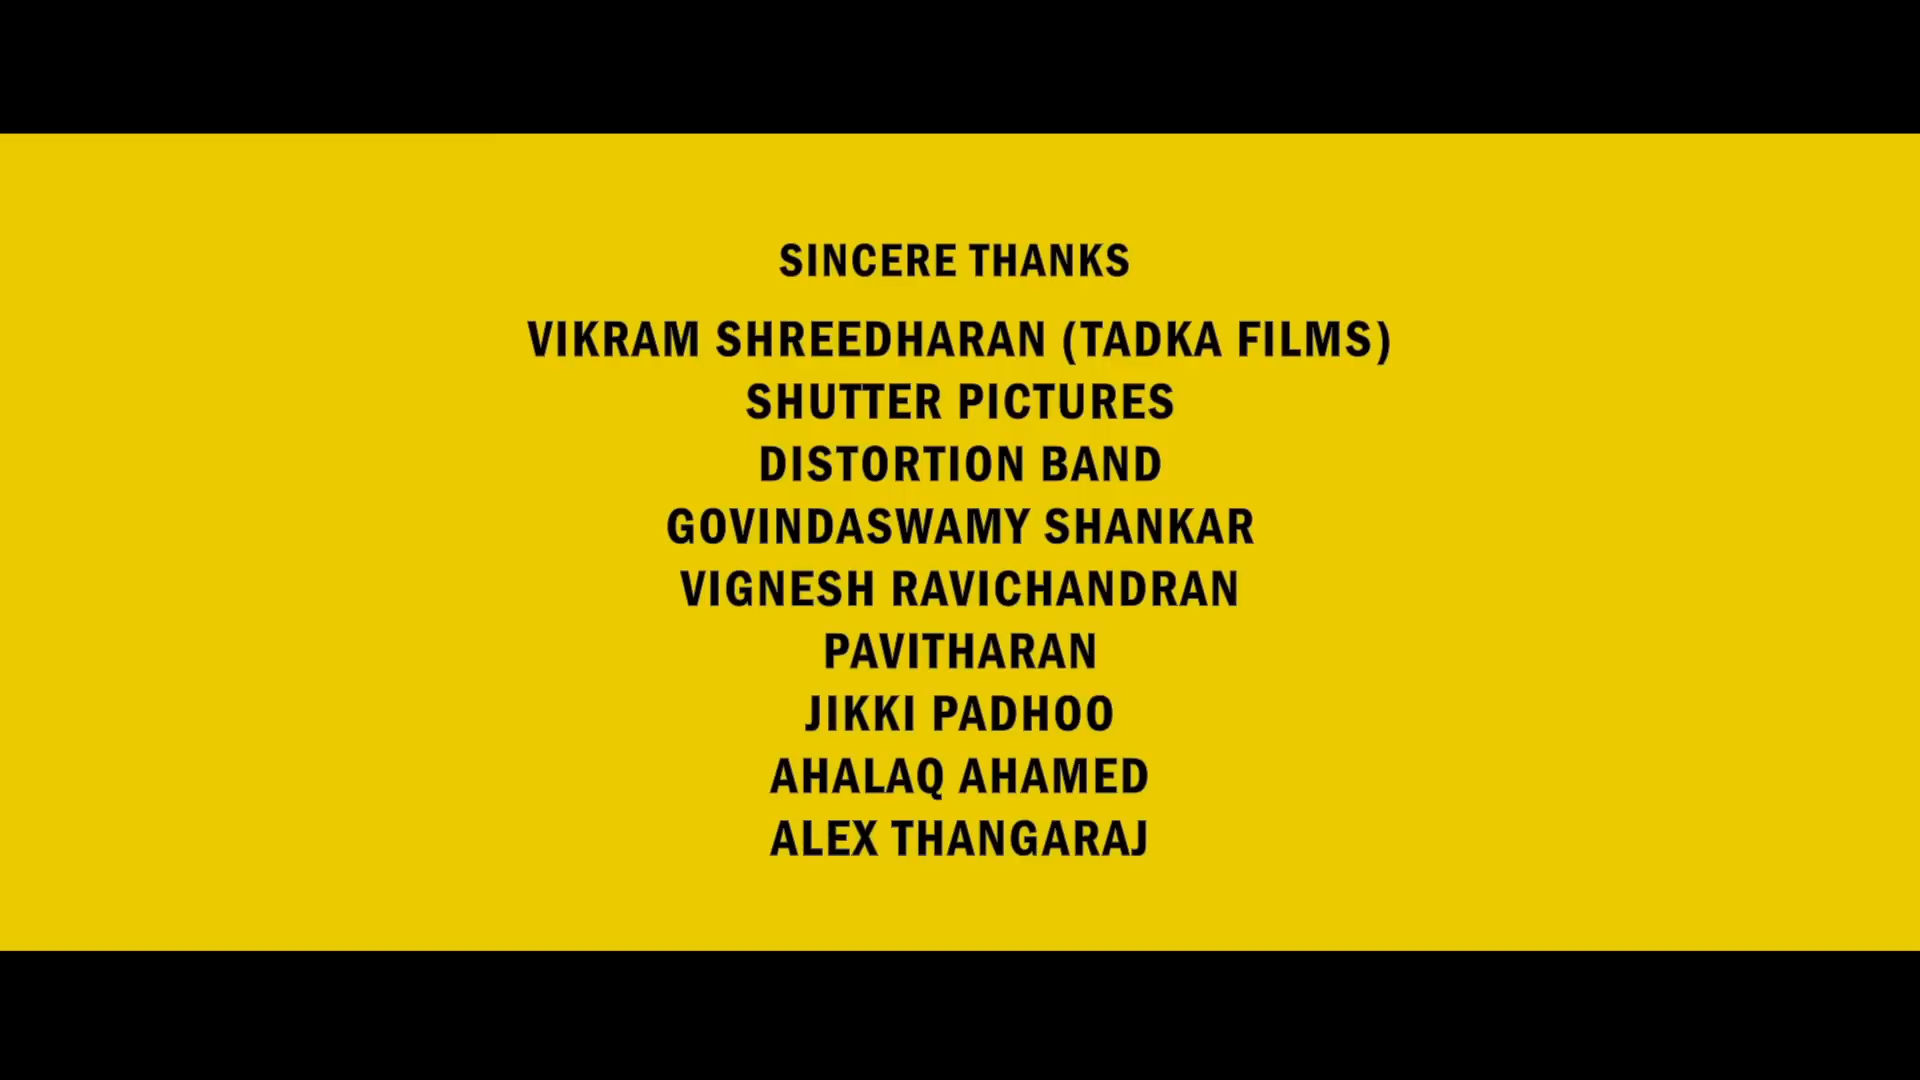 SINCERE THANKS
VIKRAM SHREEDHARAN (TADKA FILMS)
SHUTTER PICTURES
DISTORTION BAND
GOVINDASWAMY SHANKAR
VIGNESH RAVICHANDRAN
PAVITHARAN
JIKKI PADHOO
AHALAQ AHAMED
ALEX THANGARAJ